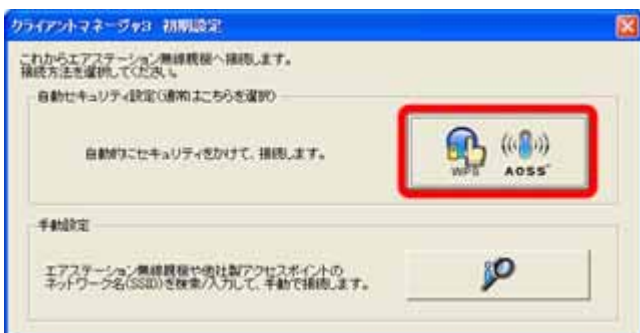 クライアントマネージャ3 初期設定
これからエアステーション無線親機へ接続します。
接続方法を選択してください。
自動セキュリティ設定(通常はこちらを選択)
自動的にセキュリティをかけて、接続します。
WPS AOSS
手動設定
エアステーション無線親機や他社製アクセスポイントの
ネットワーク名(SSID)を検索/入力して、手動で接続します。